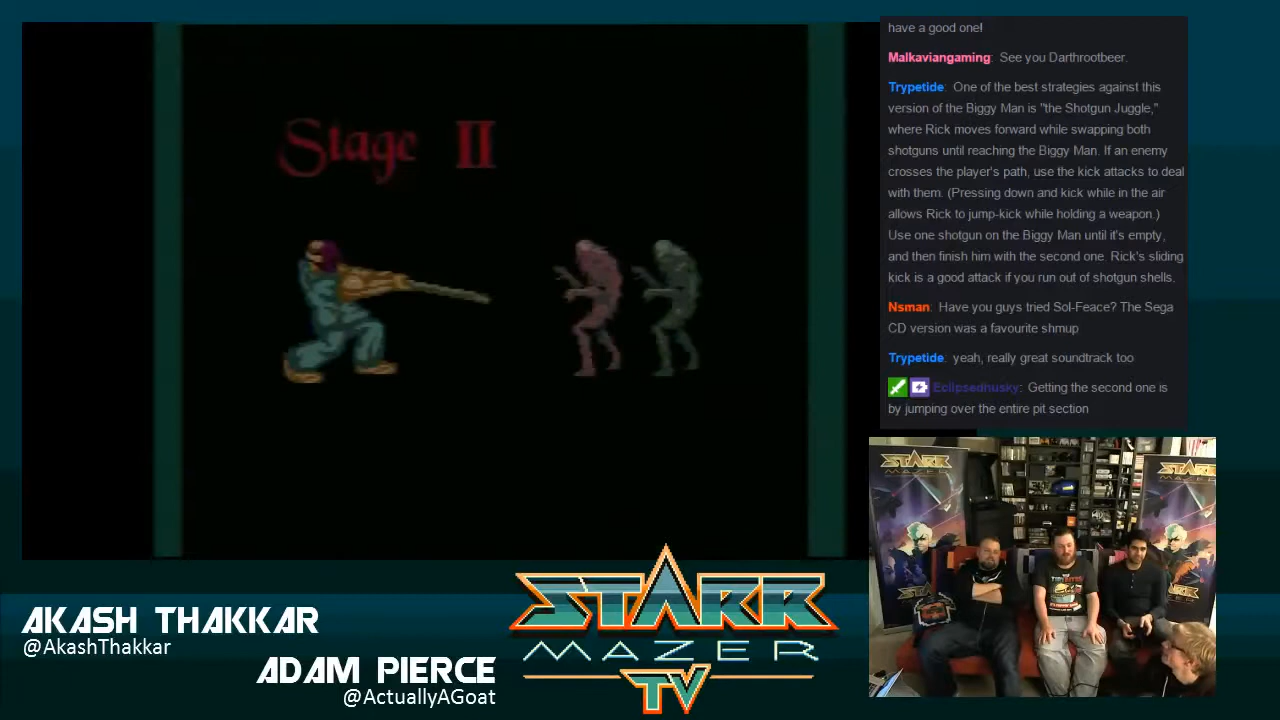 Stage II
have a good one!
Malkaviangaming: See you Darthrootbeer.
Trypetide: One of the best strategies against this
version of the Biggy Man is "the Shotgun Juggle,"
where Rick moves forward while swapping both
shotguns until reaching the Biggy Man. If an enemy
crosses the player's path, use the kick attacks to deal
with them. (Pressing down and kick while in the air
allows Rick to jump-kick while holding a weapon.)
Use one shotgun on the Biggy Man until it's empty,
and then finish him with the second one. Rick's sliding
kick is a good attack if you run out of shotgun shells.
Nsman: Have you guys tried Sol-Feace? The Sega
CD version was a favourite shmup
Trypetide: yeah, really great soundtrack too
Eclipsedhusky: Getting the second one is
by jumping over the entire pit section
STARR
MAZER
STARR
MAZER
AKASH THAKKAR
@AkashThakkar
ADAM PIERCE
@ActuallyAGoat
STARR
MAZER
TV